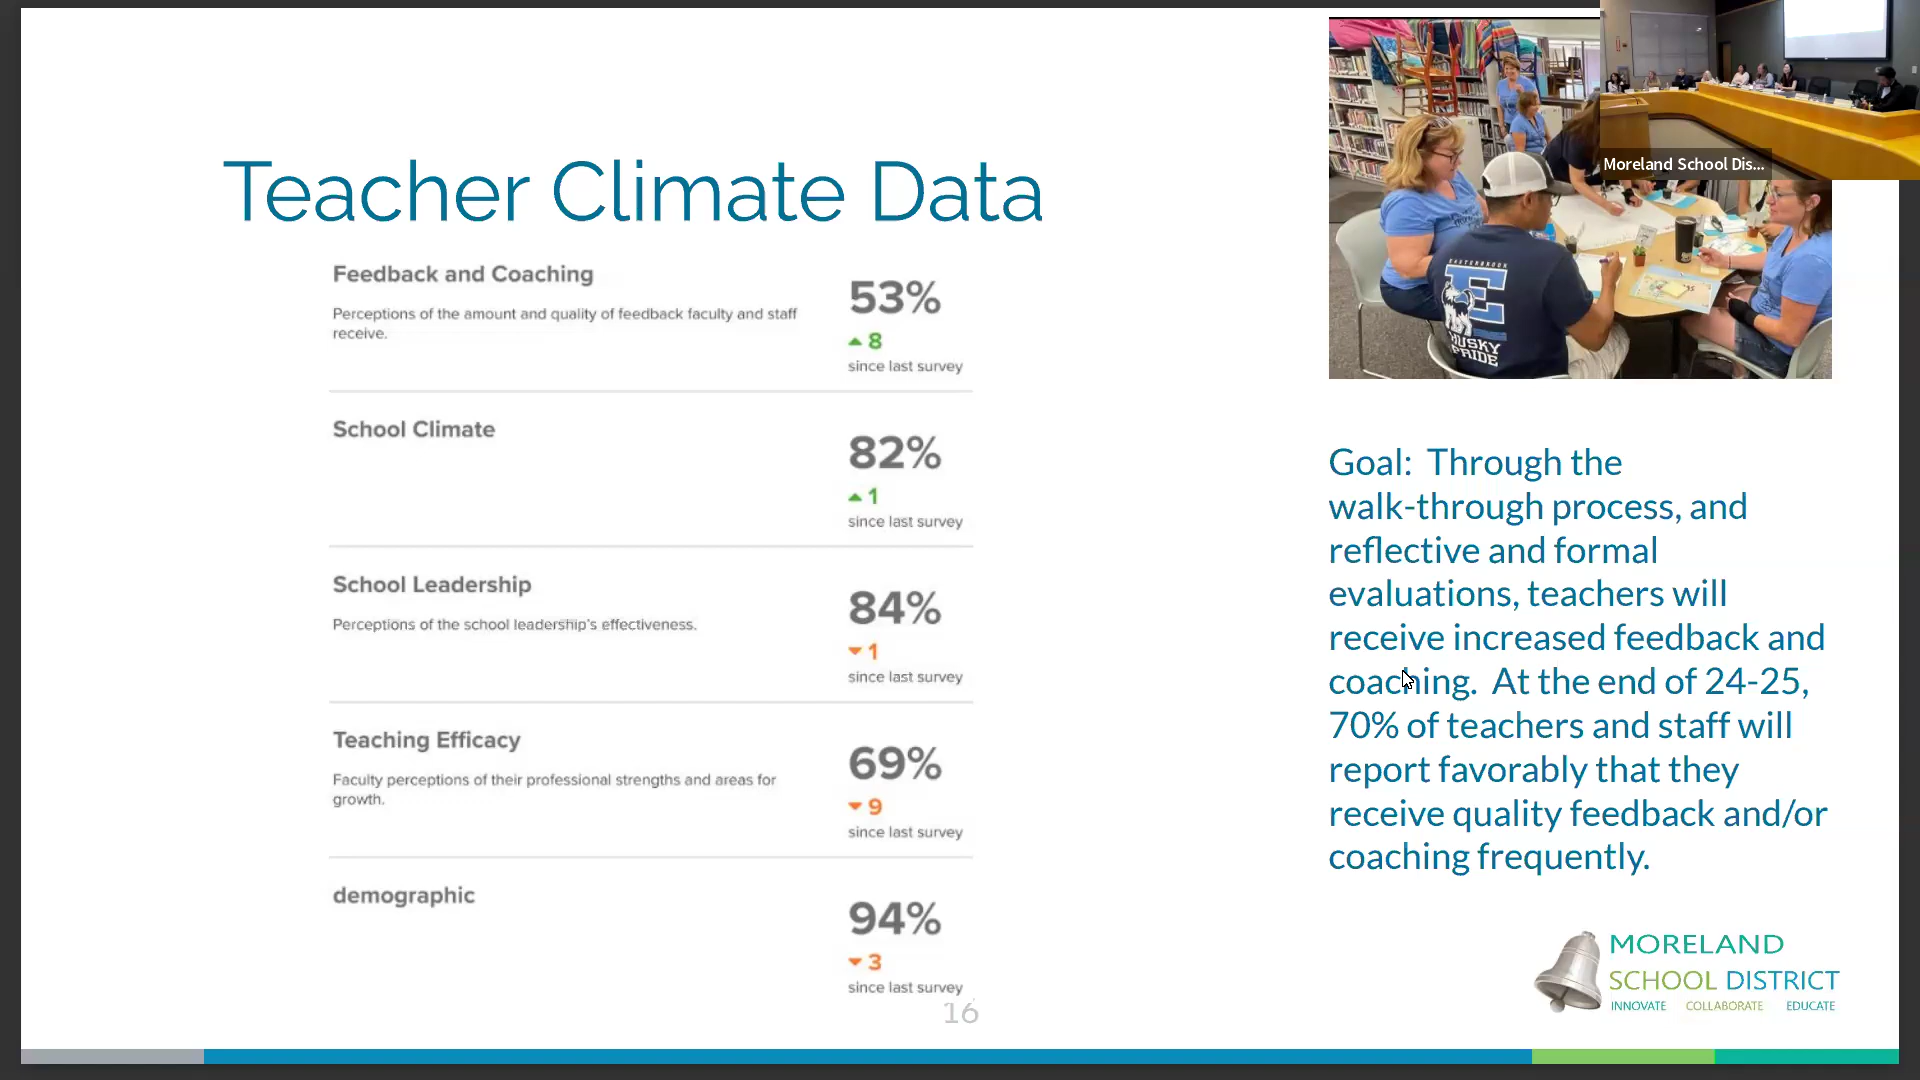 Teacher Climate Data
Feedback and Coaching
Perceptions of the amount and quality of feedback faculty and staff
receive.
53%
8
since last survey
School Climate
82%
1
since last survey
School Leadership
Perceptions of the school leadership's effectiveness.
84%
1
since last survey
Teaching Efficacy
Faculty perceptions of their professional strengths and areas for
growth.
69%
9
since last survey
demographic
94%
3
since last survey
16
Moreland School Dis...
EASTERBROOK
E
HUSKY
PRIDE
Goal: Through the
walk-through process, and
reflective and formal
evaluations, teachers will
receive increased feedback and
coaching. At the end of 24-25,
70% of teachers and staff will
report favorably that they
receive quality feedback and/or
coaching frequently.
MORELAND
SCHOOL DISTRICT
INNOVATE COLLABORATE EDUCATE